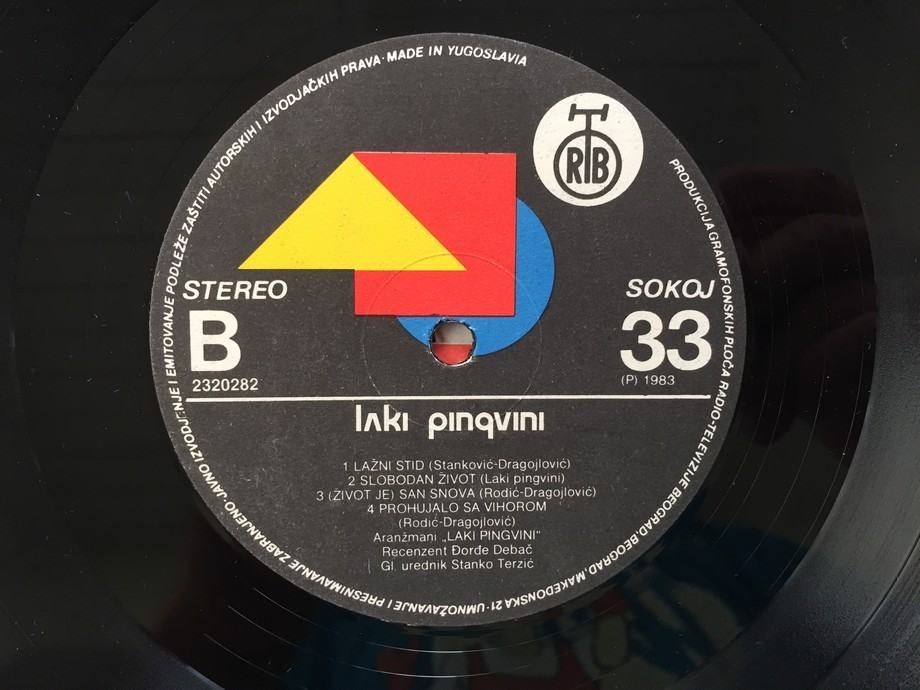 PRODUKCIJA GRAMOFONSKIH PLOČA RADIO-TELEVIZIJE BEOGRAD, BEOGRAD, MAKEDONSKA 21 · UMNOŽAVANJE I PRESNIMAVANJE ZABRANJENO · JAVNO IZVODJENJE I EMITOVANJE PODLEŽE ZAŠTITI AUTORSKIH I IZVODJAČKIH PRAVA · MADE IN YUGOSLAVIA
RTB
STEREO
SOKOJ
B
33
2320282
(P) 1983
laki pingvini
1 LAŽNI STID (Stanković-Dragojlović)
2 SLOBODAN ŽIVOT (Laki pingvini)
3 (ŽIVOT JE) SAN SNOVA (Rodić-Dragojlović)
4 PROHUJALO SA VIHOROM
(Rodić-Dragojlović)
Aranžmani „LAKI PINGVINI"
Recenzent Đorđe Debač
Gl. urednik Stanko Terzić